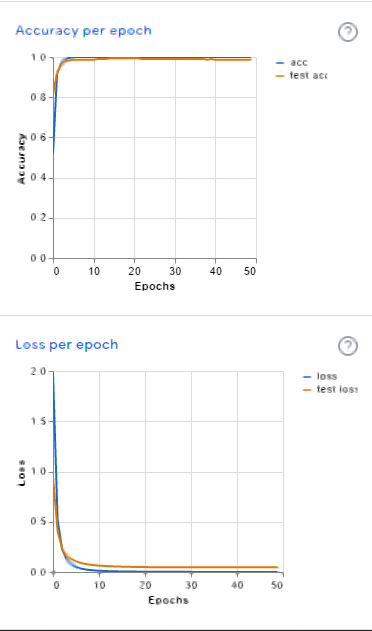 Accuracy per epoch
?
1.0
acc
test acc
0.8
0.6
0.4
0.2
0.0
Accuracy
0 10 20 30 40 50
Epochs
Loss per epoch
?
2.0
loss
test loss
1.5
1.0
0.5
0.0
Loss
0 10 20 30 40 50
Epochs